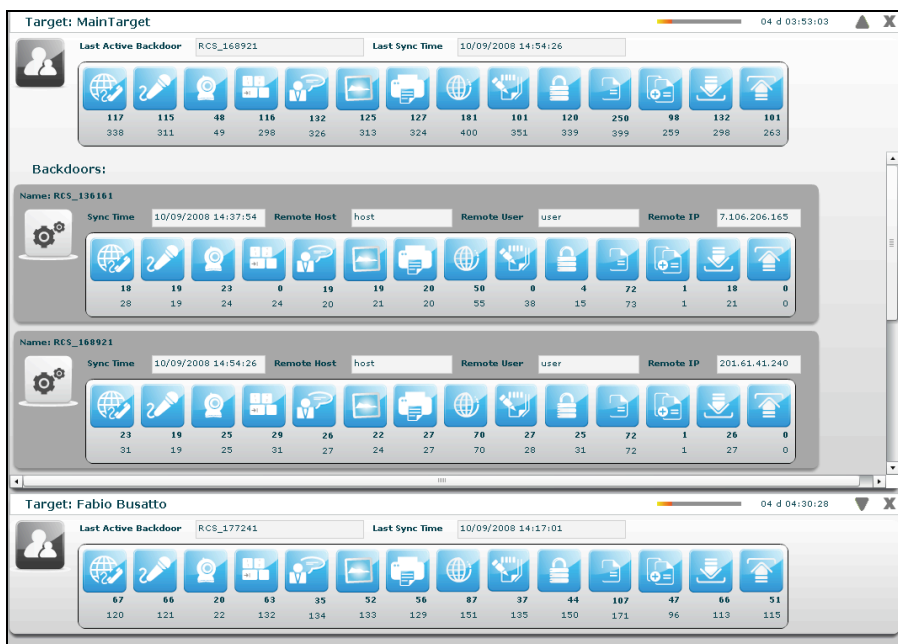 Target: MainTarget 04 d 03:53:03 X
Last Active Backdoor RCS_168921 Last Sync Time 10/09/2008 14:54:26
117 115 48 116 132 125 127 181 101 120 250 98 132 101
338 311 49 298 326 313 324 400 351 339 399 259 298 263
Backdoors:
Name: RCS_136161
Sync Time 10/09/2008 14:37:54 Remote Host host Remote User user Remote IP 7.106.206.165
18 19 23 0 19 19 20 50 0 4 72 1 18 0
28 19 24 24 20 21 20 55 38 15 73 1 21 0
Name: RCS_168921
Sync Time 10/09/2008 14:54:26 Remote Host host Remote User user Remote IP 201.61.41.240
23 19 25 29 26 22 27 70 27 25 72 1 26 0
31 19 25 31 27 24 27 70 28 31 72 1 27 0
Target: Fabio Busatto 04 d 04:30:28 X
Last Active Backdoor RCS_177241 Last Sync Time 10/09/2008 14:17:01
67 66 20 63 35 52 56 87 37 44 107 47 66 51
120 121 22 132 134 133 129 151 135 150 171 96 113 115